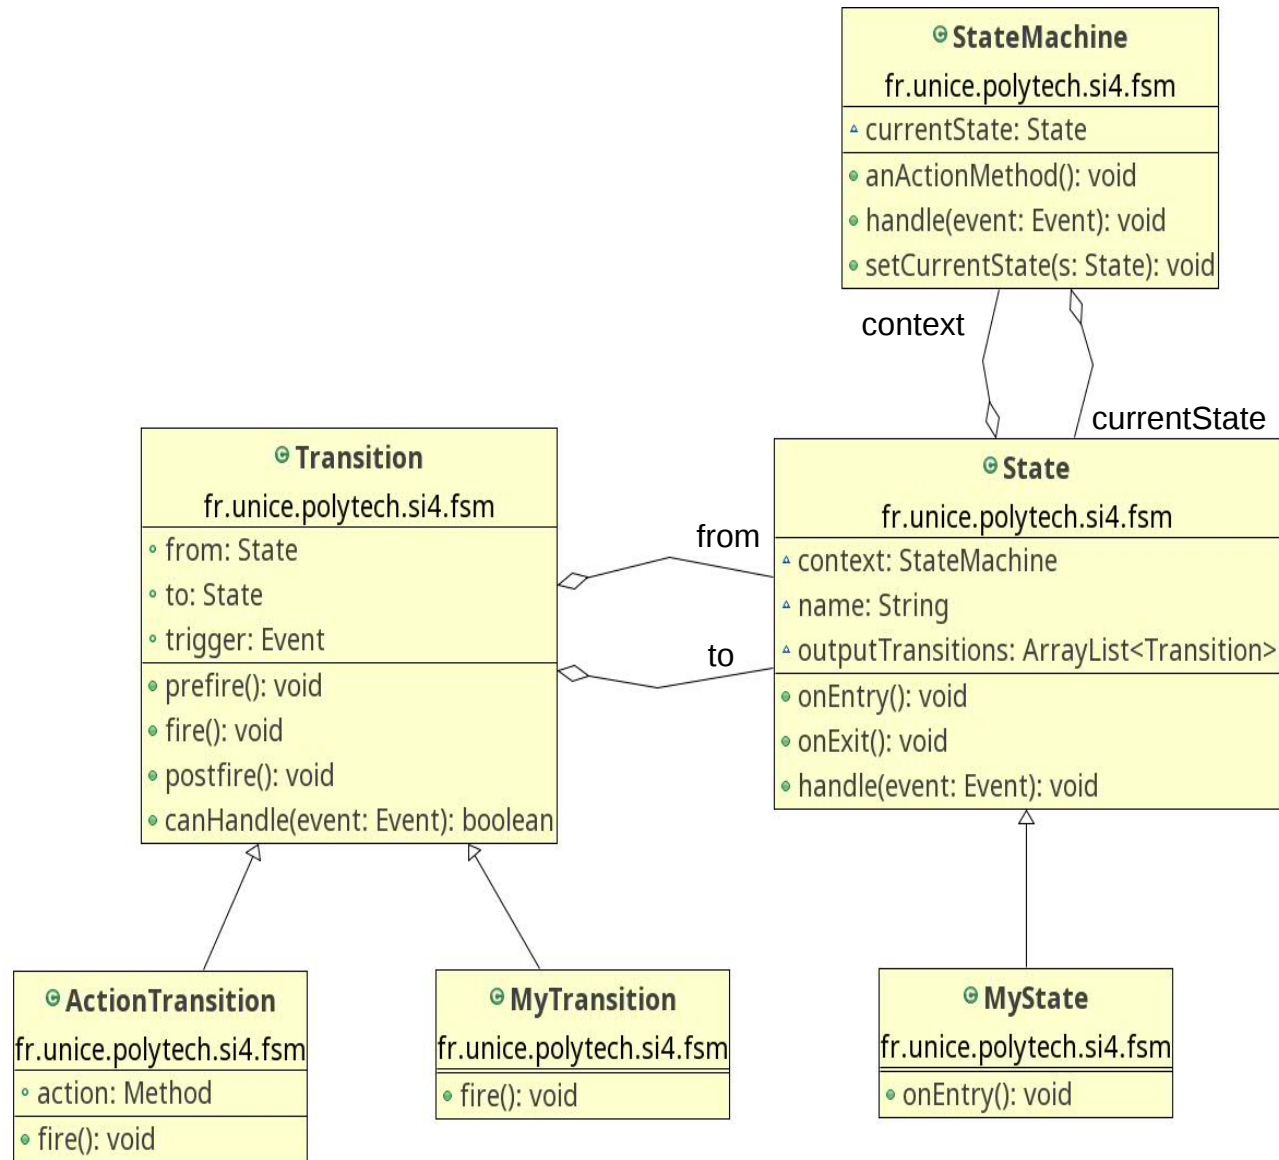 StateMachine
fr.unice.polytech.si4.fsm
currentState: State
anActionMethod(): void
handle(event: Event): void
setCurrentState(s: State): void
context
currentState
Transition
fr.unice.polytech.si4.fsm
from: State
to: State
trigger: Event
prefire(): void
fire(): void
postfire(): void
canHandle(event: Event): boolean
from
to
State
fr.unice.polytech.si4.fsm
context: StateMachine
name: String
outputTransitions: ArrayList<Transition>
onEntry(): void
onExit(): void
handle(event: Event): void
ActionTransition
fr.unice.polytech.si4.fsm
action: Method
fire(): void
MyTransition
fr.unice.polytech.si4.fsm
fire(): void
MyState
fr.unice.polytech.si4.fsm
onEntry(): void